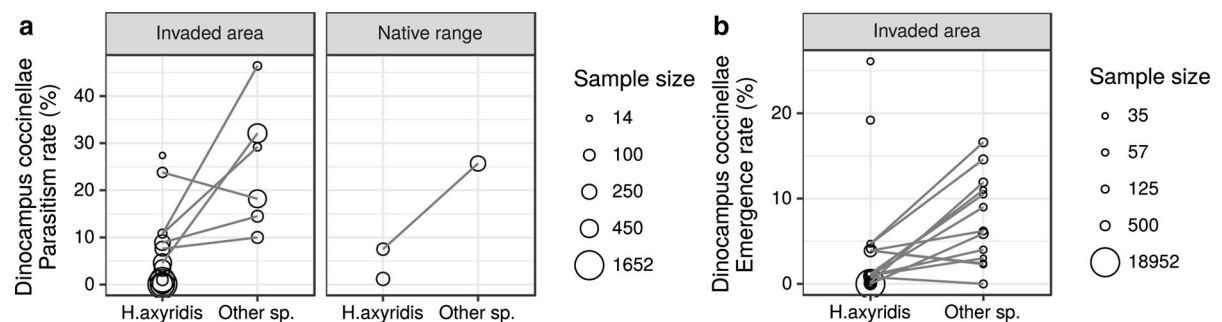 a
Invaded area
Native range
Dinocampus coccinellae
Parasitism rate (%)
40
30
20
10
0
H.axyridis
Other sp.
H.axyridis
Other sp.
Sample size
14
100
250
450
1652
b
Invaded area
Dinocampus coccinellae
Emergence rate (%)
20
10
0
H.axyridis
Other sp.
Sample size
35
57
125
500
18952